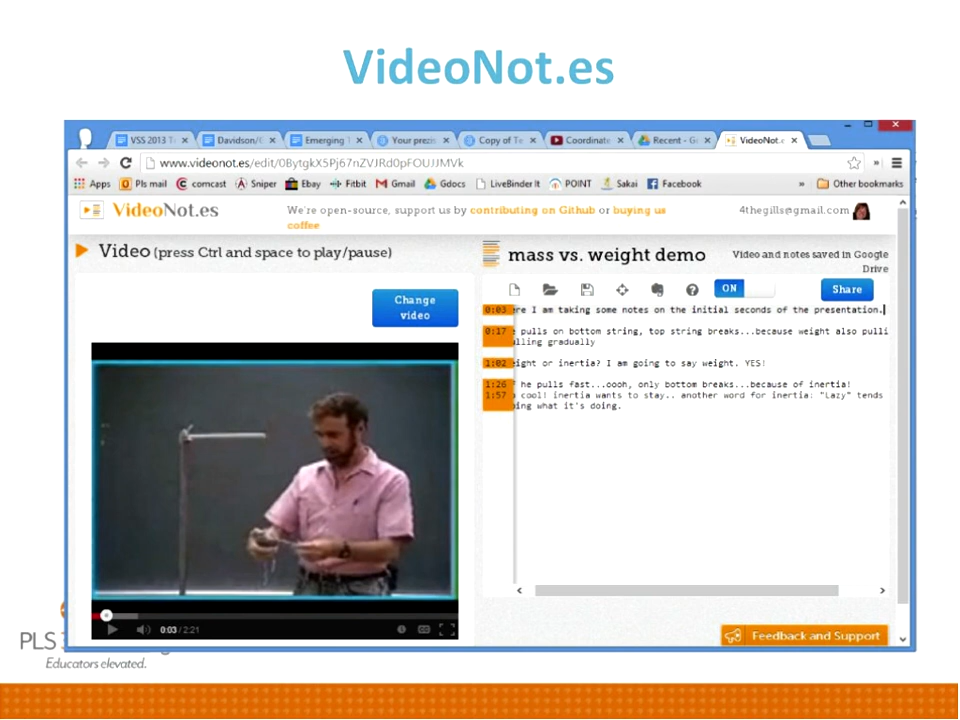 VideoNot.es
VSS 2013 T
Davidson/
Emerging
Your prezis
Copy of Te
Coordinate
Recent - G
VideoNot.e
www.videonot.es/edit/0BytgkX5Pj67nZVJRd0pFOUJJMVk
Apps Pls mail comcast Sniper Ebay Fitbit Gmail Gdocs LiveBinder It POINT Sakai Facebook » Other bookmarks
VideoNot.es
We're open-source, support us by contributing on Github or buying us
coffee
4thegills@gmail.com
Video (press Ctrl and space to play/pause)
mass vs. weight demo
Video and notes saved in Google
Drive
ON
Share
Change
video
0:03 ere I am taking some notes on the initial seconds of the presentation.
0:17 pulls on bottom string, top string breaks...because weight also pulli
lling gradually
1:02 eight or inertia? I am going to say weight. YES!
1:26 he pulls fast...oooh, only bottom breaks...because of inertia!
1:57 cool! inertia wants to stay.. another word for inertia: "Lazy" tends
ing what it's doing.
0:03 / 2:21
Feedback and Support
PLS
Educators elevated.